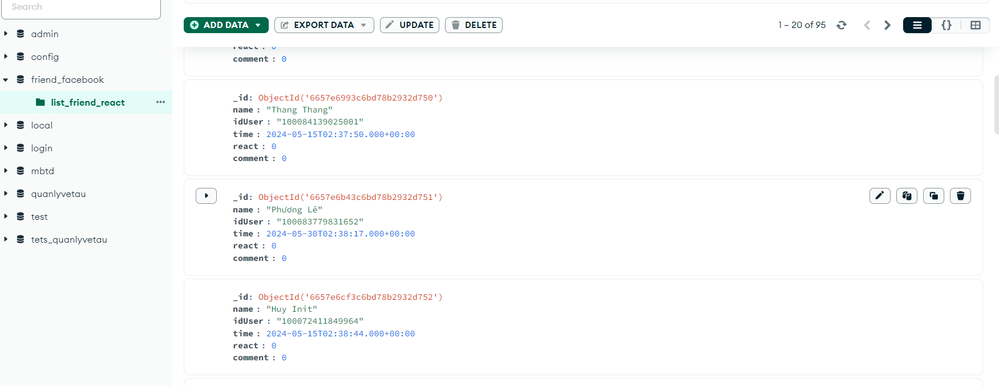 Search
admin
config
friend_facebook
list_friend_react
local
login
mbtd
quanlyvetau
test
tets_quanlyvetau
ADD DATA EXPORT DATA UPDATE DELETE 1 – 20 of 95 {}
react : 0
comment : 0
_id: ObjectId('6657e6993c6bd78b2932d750')
name : "Thang Thang"
idUser : "100084139025001"
time : 2024-05-15T02:37:50.000+00:00
react : 0
comment : 0
_id: ObjectId('6657e6b43c6bd78b2932d751')
name : "Phương Lê"
idUser : "100083779831652"
time : 2024-05-30T02:38:17.000+00:00
react : 0
comment : 0
_id: ObjectId('6657e6cf3c6bd78b2932d752')
name : "Huy Init"
idUser : "100072411849964"
time : 2024-05-15T02:38:44.000+00:00
react : 0
comment : 0